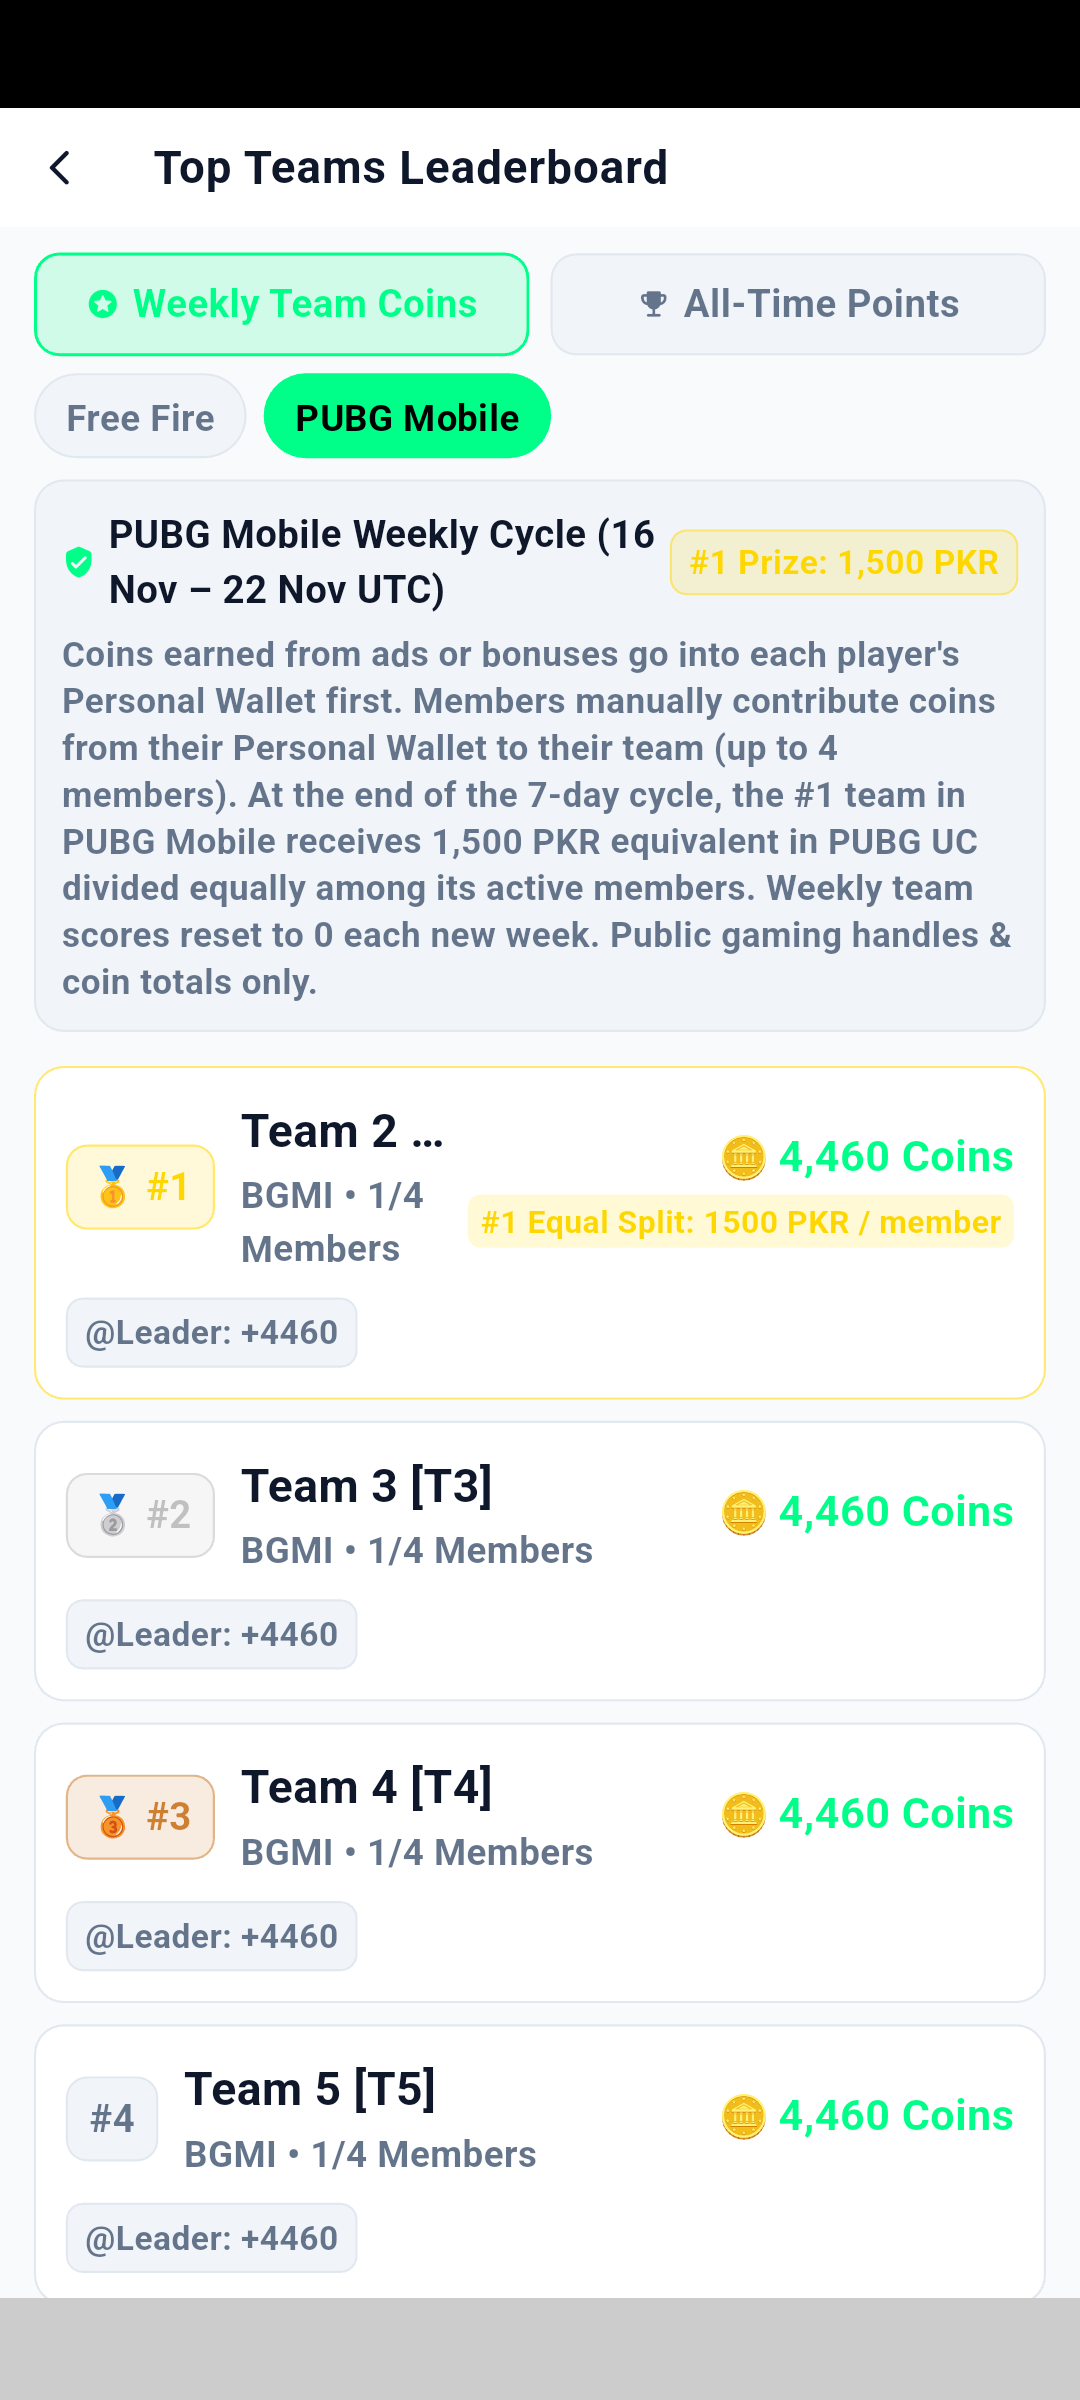 Top Teams Leaderboard
Weekly Team Coins
All-Time Points
Free Fire
PUBG Mobile
PUBG Mobile Weekly Cycle (16
Nov – 22 Nov UTC)
#1 Prize: 1,500 PKR
Coins earned from ads or bonuses go into each player's
Personal Wallet first. Members manually contribute coins
from their Personal Wallet to their team (up to 4
members). At the end of the 7-day cycle, the #1 team in
PUBG Mobile receives 1,500 PKR equivalent in PUBG UC
divided equally among its active members. Weekly team
scores reset to 0 each new week. Public gaming handles &
coin totals only.
🥇 #1
Team 2 ...
BGMI • 1/4
Members
🪙 4,460 Coins
#1 Equal Split: 1500 PKR / member
@Leader: +4460
🥈 #2
Team 3 [T3]
BGMI • 1/4 Members
🪙 4,460 Coins
@Leader: +4460
🥉 #3
Team 4 [T4]
BGMI • 1/4 Members
🪙 4,460 Coins
@Leader: +4460
#4
Team 5 [T5]
BGMI • 1/4 Members
🪙 4,460 Coins
@Leader: +4460